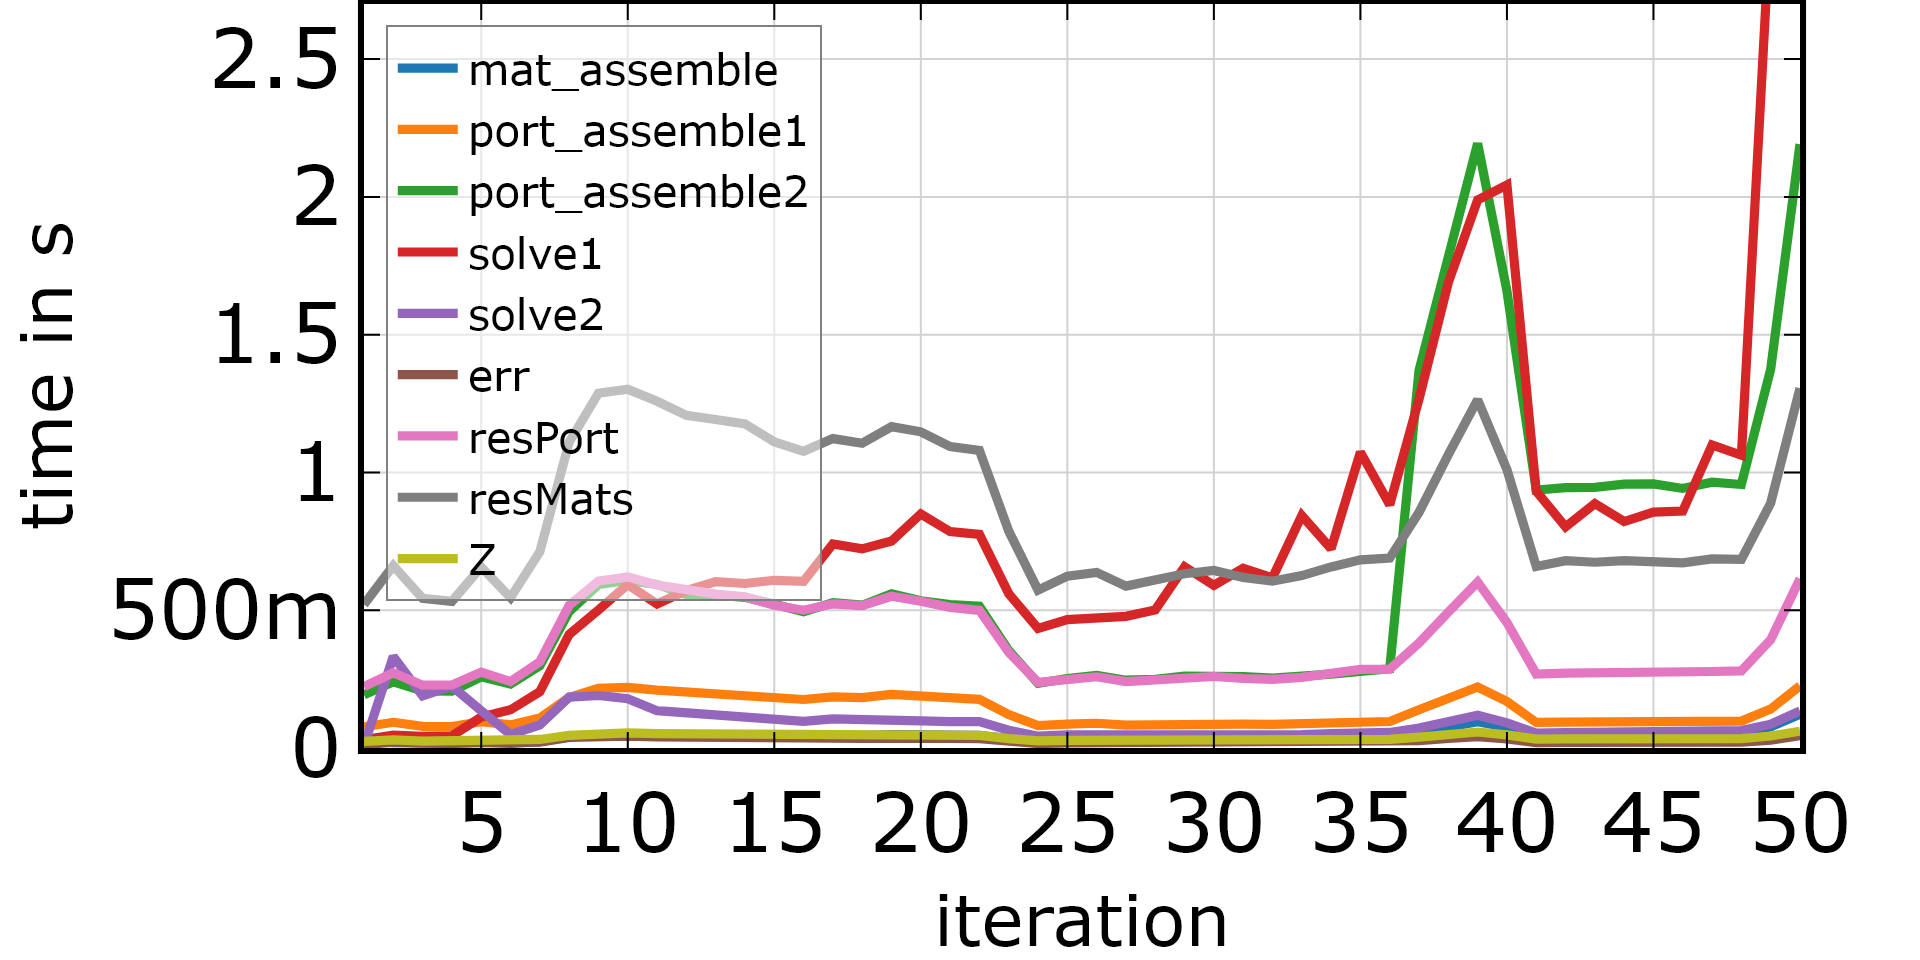 2.5
2
1.5
1
500m
0
time in s
mat_assemble
port_assemble1
port_assemble2
solve1
solve2
err
resPort
resMats
Z
5 10 15 20 25 30 35 40 45 50
iteration